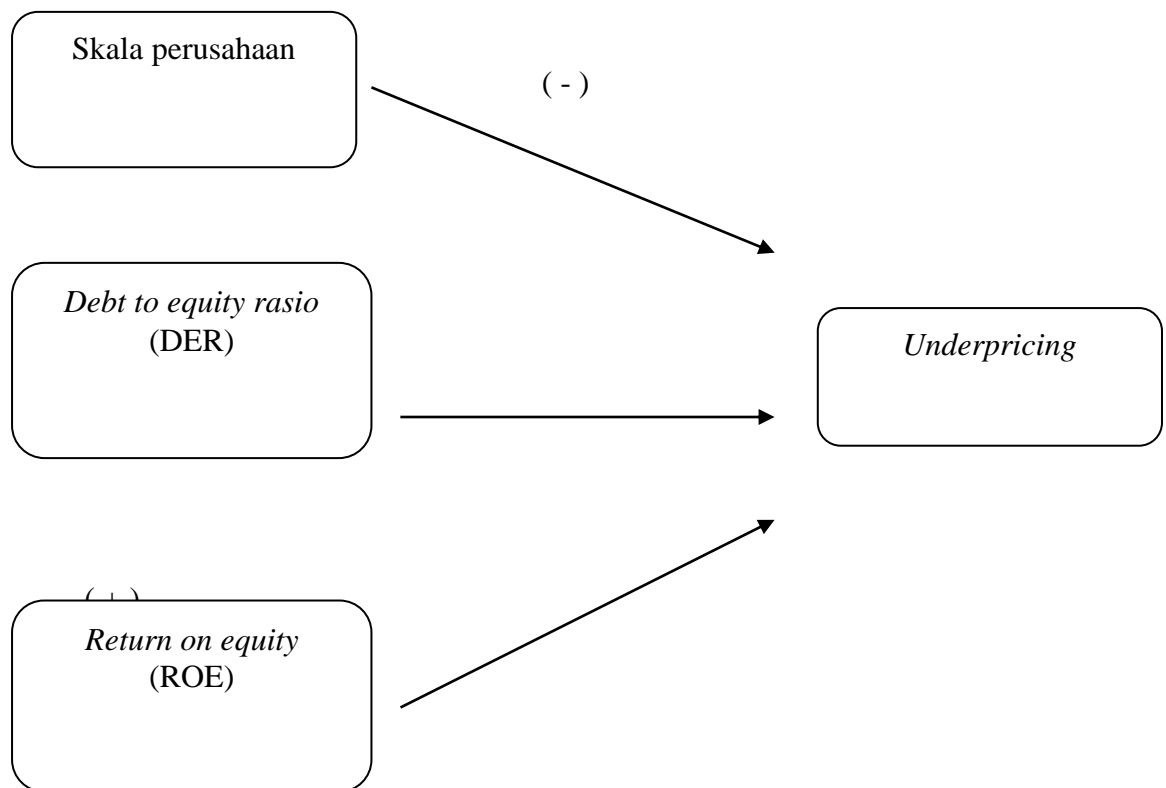 Skala perusahaan
( - )
Debt to equity rasio
(DER)
Underpricing
( + )
Return on equity
(ROE)